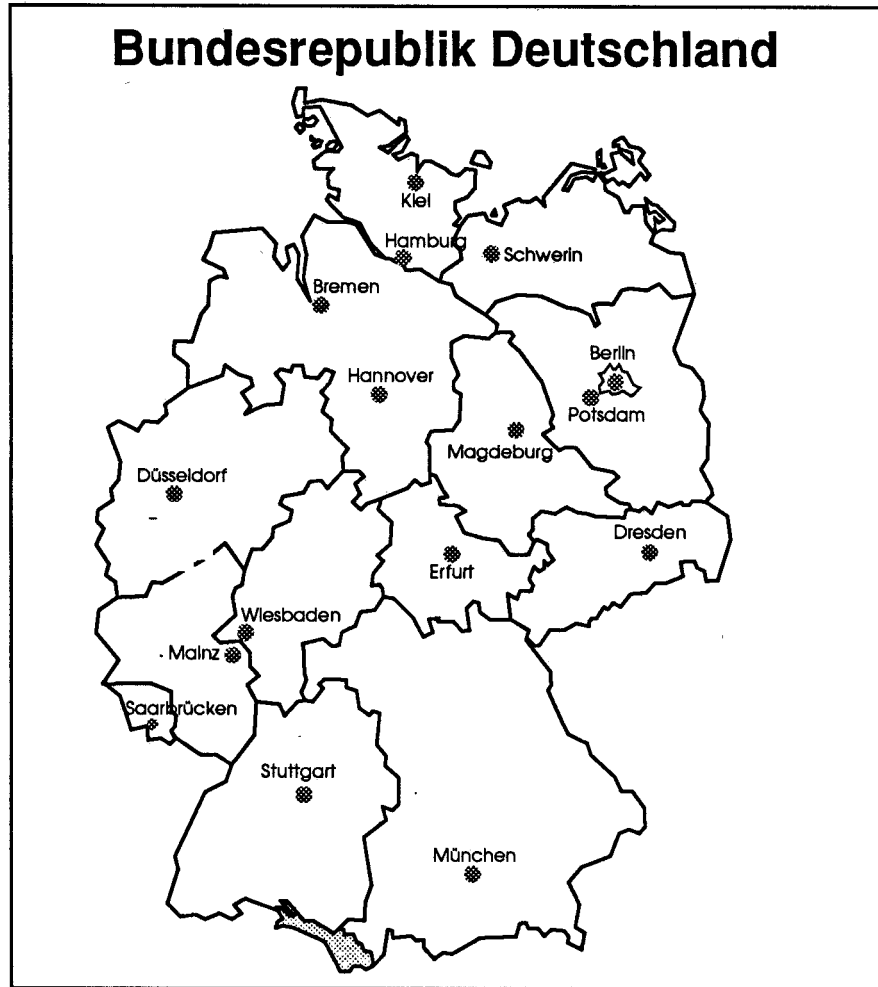 Bundesrepublik Deutschland
Kiel
Hamburg
Schwerin
Bremen
Berlin
Hannover
Potsdam
Magdeburg
Düsseldorf
Dresden
Erfurt
Wiesbaden
Mainz
Saarbrücken
Stuttgart
München